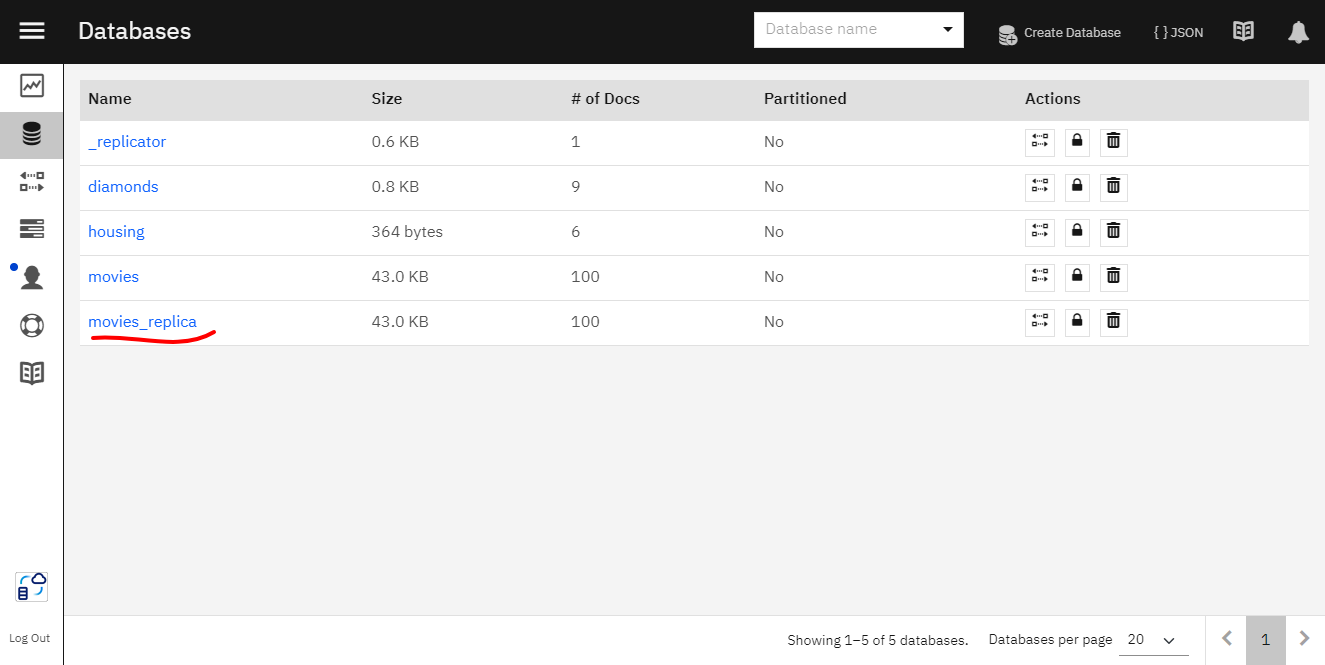 Databases
Database name
Create Database
{ } JSON
Name Size # of Docs Partitioned Actions
_replicator 0.6 KB 1 No
diamonds 0.8 KB 9 No
housing 364 bytes 6 No
movies 43.0 KB 100 No
movies_replica 43.0 KB 100 No
Log Out
Showing 1–5 of 5 databases. Databases per page 20 1